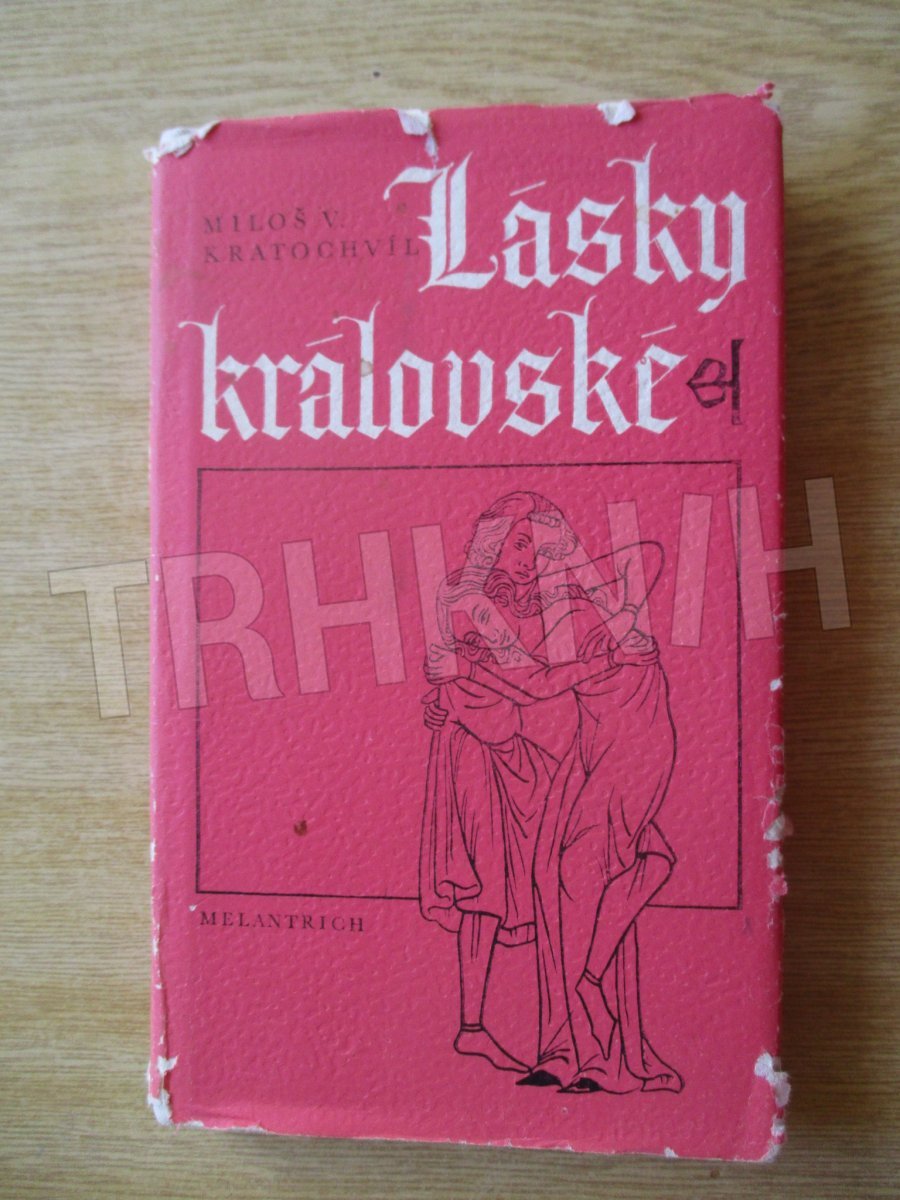 MILOŠ V.
KRATOCHVÍL
Lásky
královské
MELANTRICH
TRHKNIH